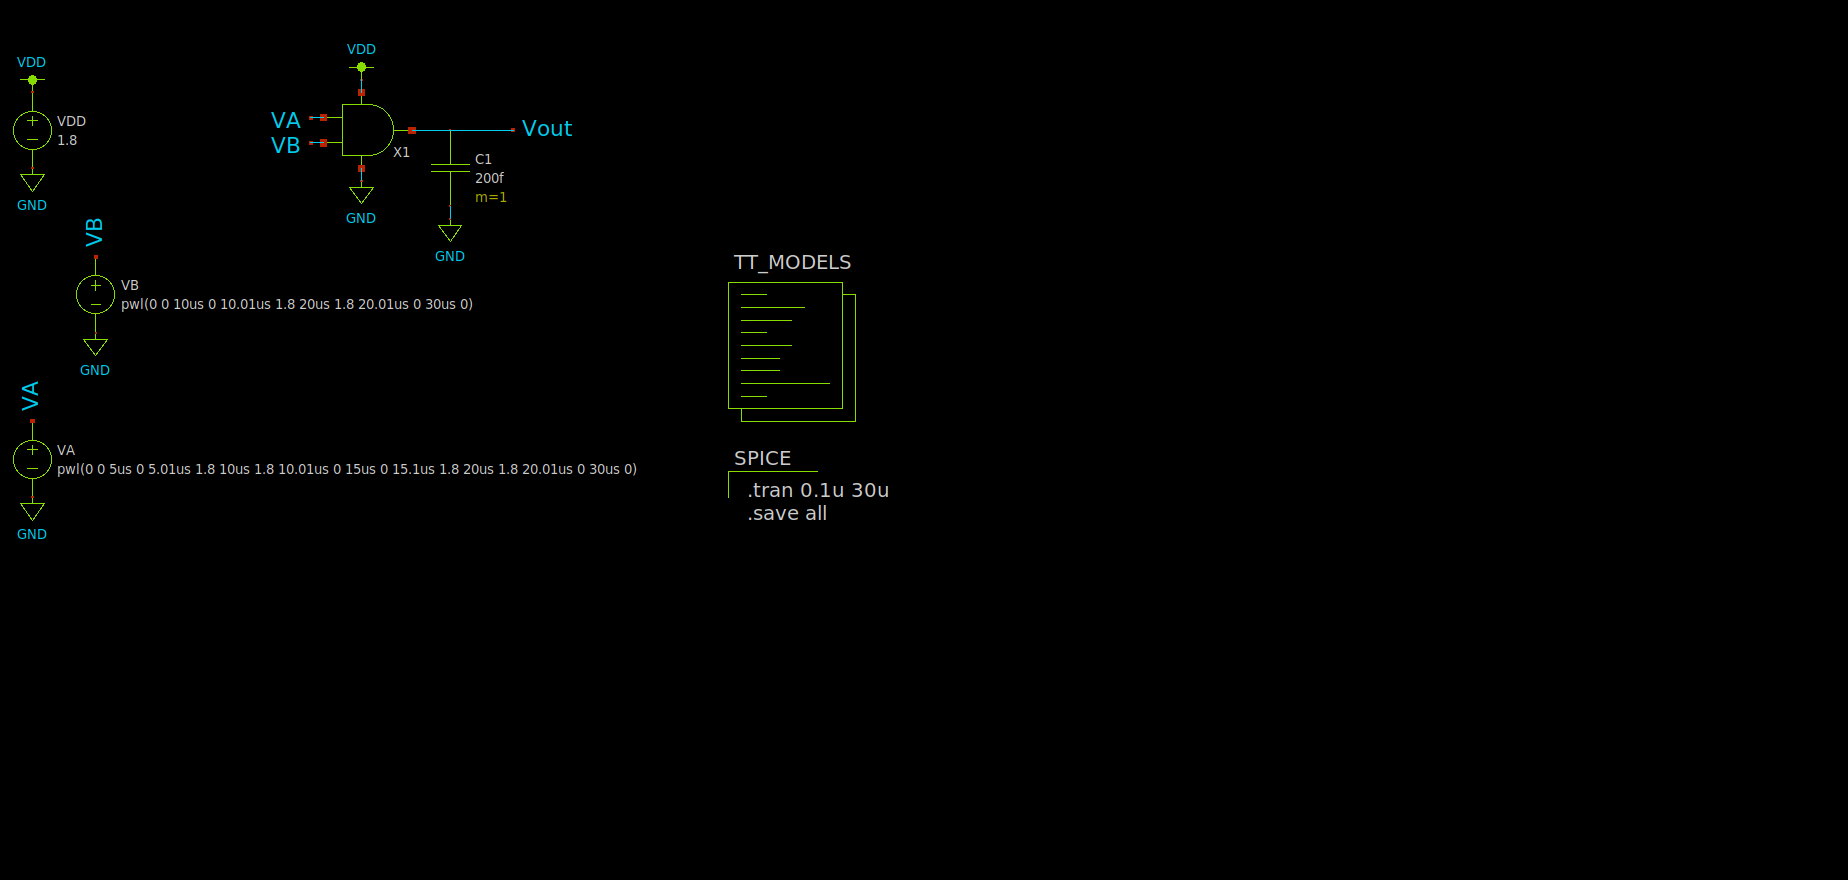 VDD
VDD
1.8
GND
VDD
VA
VB
X1
GND
Vout
C1
200f
m=1
GND
VB
VB
pwl(0 0 10us 0 10.01us 1.8 20us 1.8 20.01us 0 30us 0)
GND
VA
VA
pwl(0 0 5us 0 5.01us 1.8 10us 1.8 10.01us 0 15us 0 15.1us 1.8 20us 1.8 20.01us 0 30us 0)
GND
TT_MODELS
SPICE
.tran 0.1u 30u
.save all